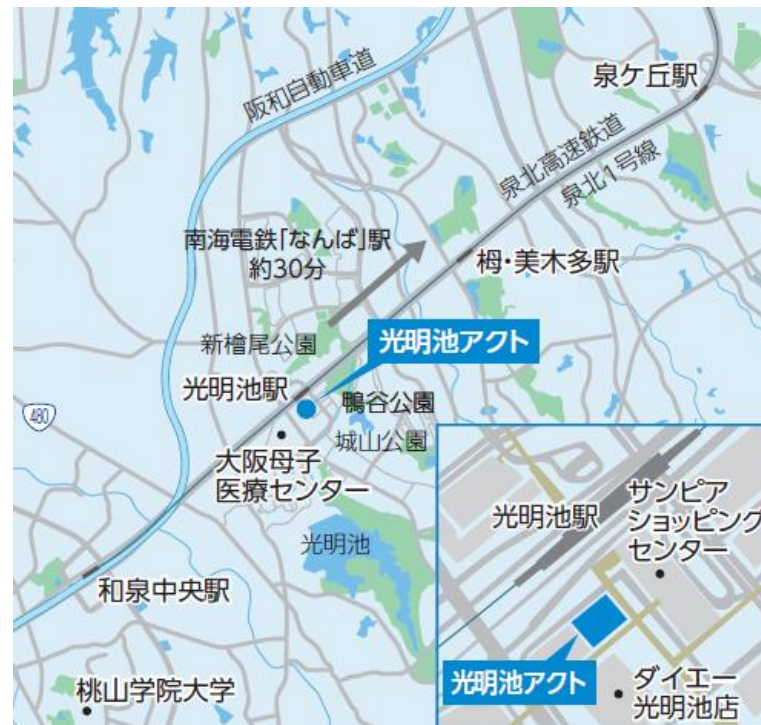 阪和自動車道
泉ケ丘駅
泉北高速鉄道
泉北1号線
南海電鉄「なんば」駅
約30分
栂・美木多駅
新檜尾公園
光明池アクト
光明池駅
鴨谷公園
480
城山公園
大阪母子
医療センター
光明池
和泉中央駅
桃山学院大学
光明池駅
サンピア
ショッピング
センター
光明池アクト
ダイエー
光明池店